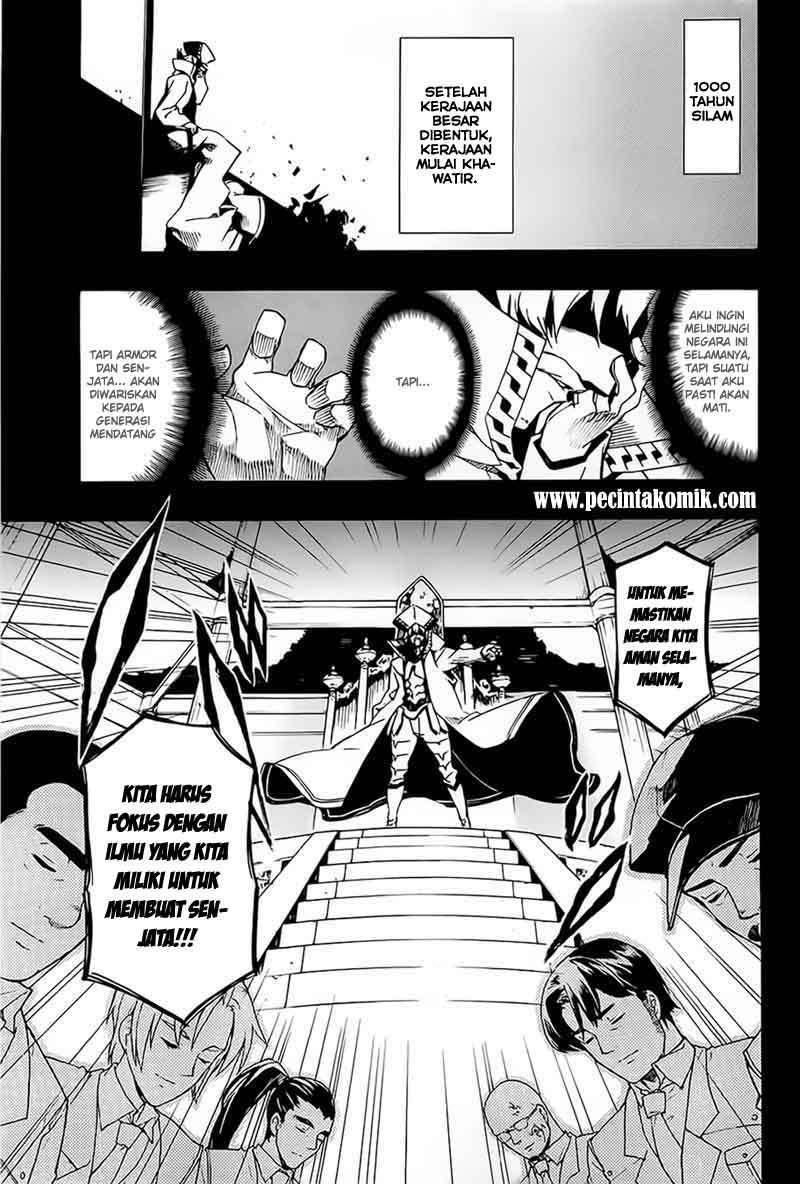 1000
TAHUN
SILAM
SETELAH
KERAJAAN
BESAR
DIBENTUK,
KERAJAAN
MULAI KHA-
WATIR.
AKU INGIN
MELINDUNGI
NEGARA INI
SELAMANYA,
TAPI SUATU
SAAT AKU
PASTI AKAN
MATI.
TAPI...
TAPI ARMOR
DAN SEN-
JATA... AKAN
DIWARISKAN
KEPADA
GENERASI
MENDATANG
www.pecintakomik.com
UNTUK ME-
MASTIKAN
NEGARA KITA
AMAN SELA-
MANYA,
KITA HARUS
FOKUS DENGAN
ILMU YANG KITA
MILIKI UNTUK
MEMBUAT SEN-
JATA!!!